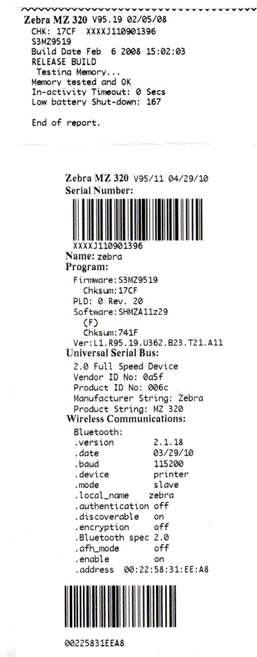 Zebra MZ 320 V95.19 02/05/08
CHK: 17CF XXXXJ110901396
S3MZ9519
Build Date Feb 6 2008 15:02:03
RELEASE BUILD
Testing Memory...
Memory tested and OK
In-activity Timeout: 0 Secs
Low battery Shut-down: 167
End of report.
Zebra MZ 320 V95/11 04/29/10
Serial Number:
XXXXJ110901396
Name: zebra
Program:
Firmware:S3MZ9519
Chksum:17CF
PLD: 0 Rev. 20
Software:SHMZA11z29
(F)
Chksum:741F
Ver:L1.R95.19.U362.B23.T21.A11
Universal Serial Bus:
2.0 Full Speed Device
Vendor ID No: 0a5f
Product ID No: 006c
Manufacturer String: Zebra
Product String: MZ 320
Wireless Communications:
Bluetooth:
.version 2.1.18
.date 03/29/10
.baud 115200
.device printer
.mode slave
.local_name zebra
.authentication off
.discoverable on
.encryption off
.Bluetooth spec 2.0
.afh_mode off
.enable on
.address 00:22:58:31:EE:A8
00225831EEA8